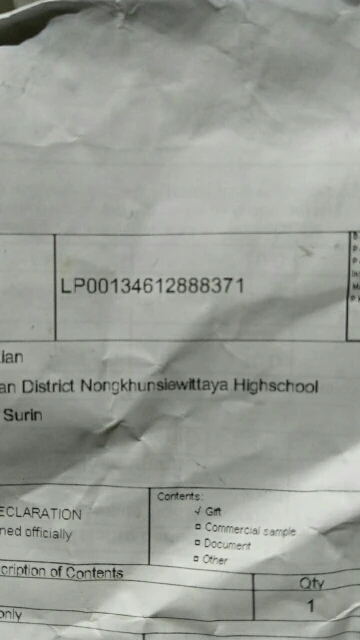 LP00134612888371
ian
an District Nongkhunsiewittaya Highschool
Surin
ECLARATION
ned officially
Contents:
√ Gift
Commercial sample
Document
Other
cription of Contents
Qty
only
1